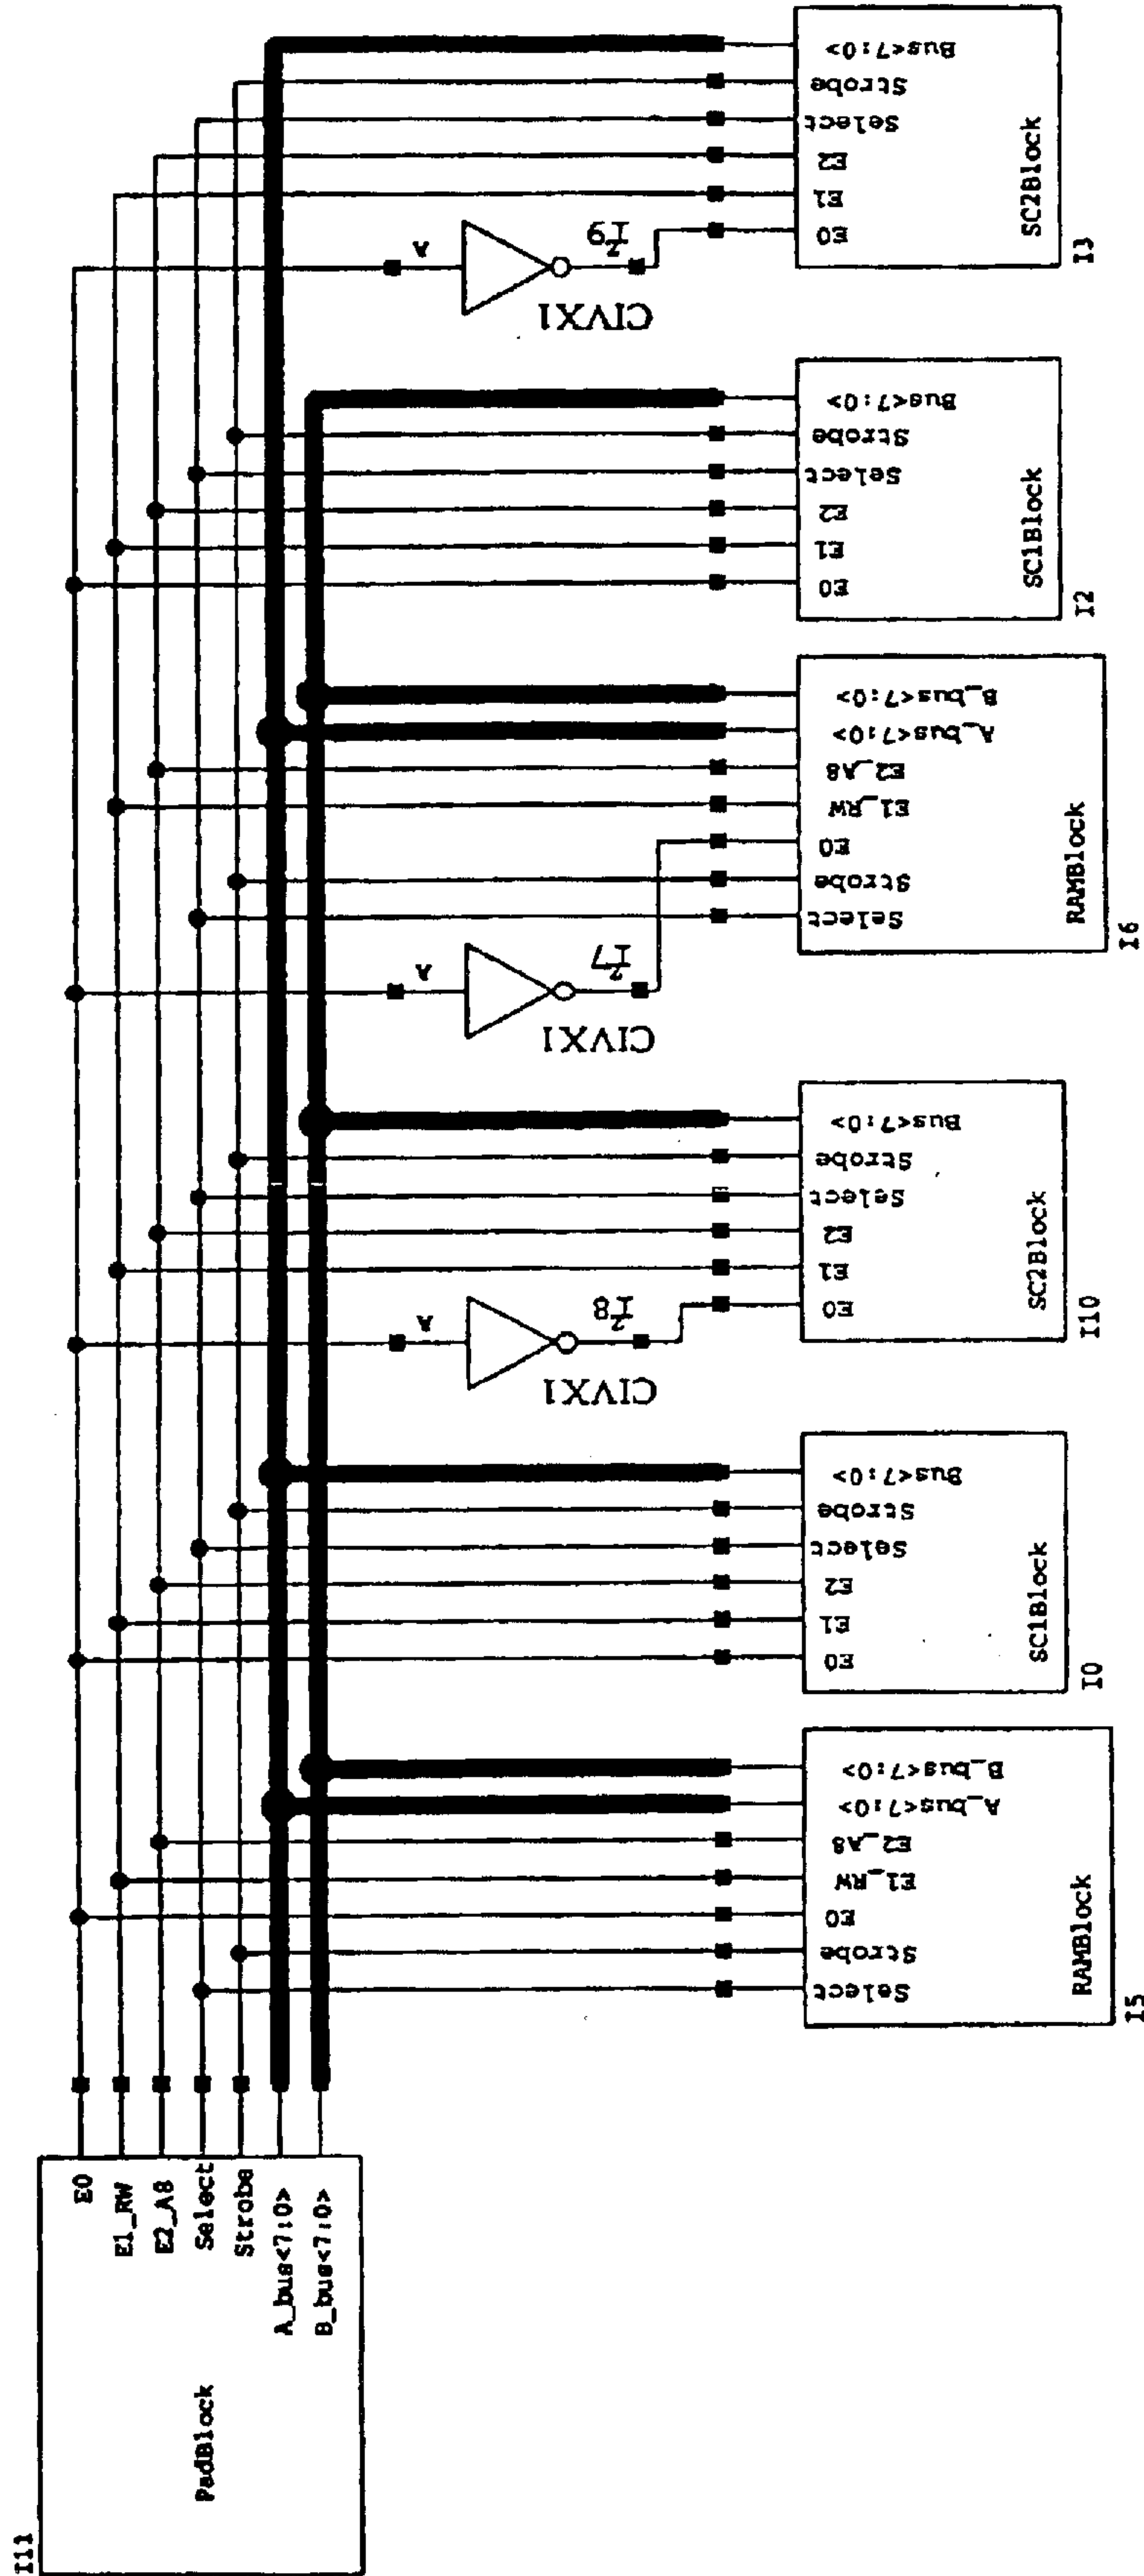 I11
PadBlock
E0
E1_RW
E2_A8
Select
Strobe
A_bus<7:0>
B_bus<7:0>
Select
Strobe
E0
E1_RW
E2_A8
A_bus<7:0>
B_bus<7:0>
RAMBlock
I5
E0
E1
E2
Select
Strobe
Bus<7:0>
SC1Block
I0
A
CIVX1
I8
Z
E0
E1
E2
Select
Strobe
Bus<7:0>
SC2Block
I10
A
CIVX1
I7
Z
Select
Strobe
E0
E1_RW
E2_A8
A_bus<7:0>
B_bus<7:0>
RAMBlock
I6
E0
E1
E2
Select
Strobe
Bus<7:0>
SC1Block
I2
A
CIVX1
I9
Z
E0
E1
E2
Select
Strobe
Bus<7:0>
SC2Block
I3